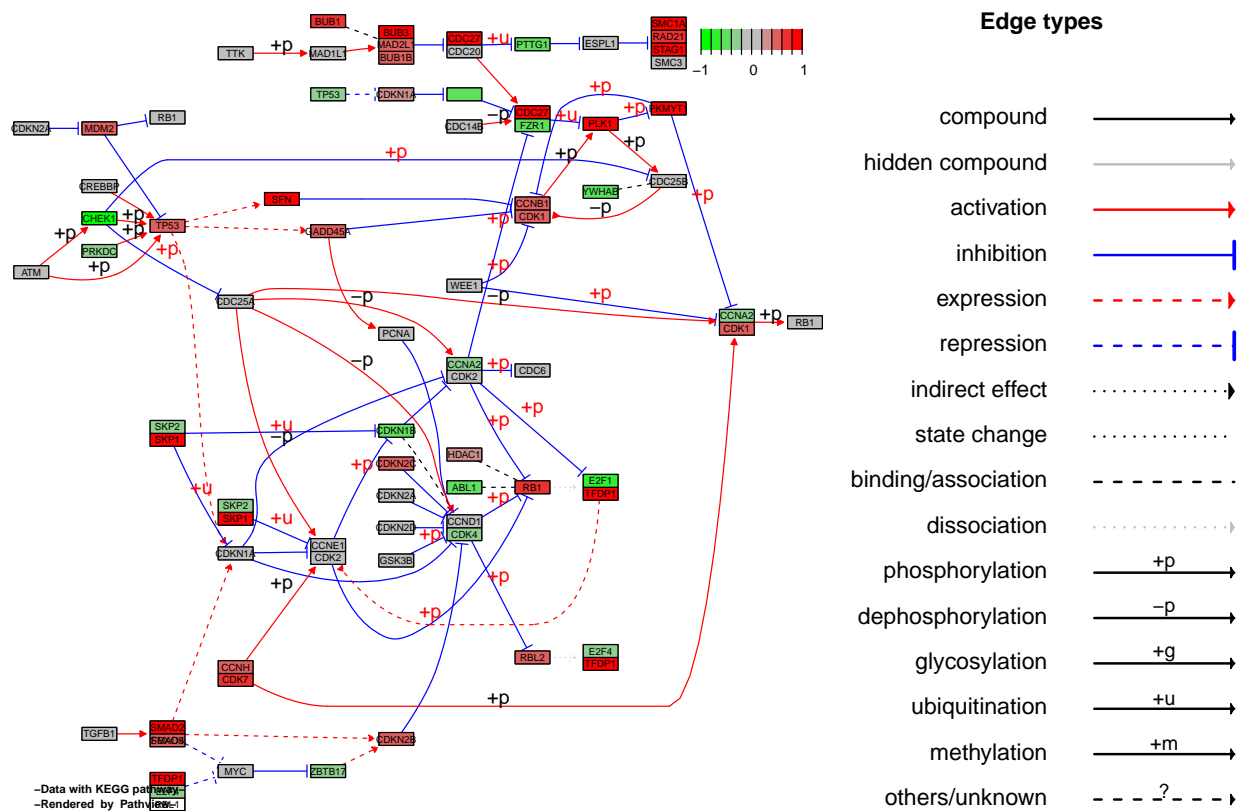 Edge types
BUB1
SMC1A
BUB3
CDC27
+u
RAD21
+p
TTK
MAD1L1
MAD2L1
PTTG1
ESPL1
STAG1
BUB1B
CDC20
SMC3
−1 0 1
TP53
CDKN1A
+p
CDC27
+p
PKMYT1
−p
+u
CDKN2A
MDM2
RB1
CDC14B
FZR1
PLK1
+p
+p
+p
CREBBP
CDC25B
+p
YWHAB
SFN
CCNB1
−p
CHEK1
+p
TP53
CDK1
+p
+p
GADD45A
+p
PRKDC
+p
ATM
+p
WEE1
+p
CDC25A
−p
−p
CCNA2
+p
RB1
CDK1
PCNA
−p
CCNA2
+p
CDC6
CDK2
+p
SKP2
+u
CDKN1B
+p
SKP1
−p
HDAC1
+p
CDKN2C
+u
ABL1
RB1
E2F1
TFDP1
CDKN2A
+p
SKP2
SKP1
+u
CCND1
CDKN2D
+p
CDK4
CDKN1A
CCNE1
CDK2
GSK3B
+p
+p
+p
RBL2
E2F4
TFDP1
CCNH
CDK7
+p
TGFB1
SMAD2
CDKN2B
MYC
ZBTB17
TFDP1
−Data with KEGG pathway−
−Rendered by Pathview−
compound
hidden compound
activation
inhibition
expression
repression
indirect effect
state change
binding/association
dissociation
phosphorylation +p
dephosphorylation −p
glycosylation +g
ubiquitination +u
methylation +m
others/unknown ?